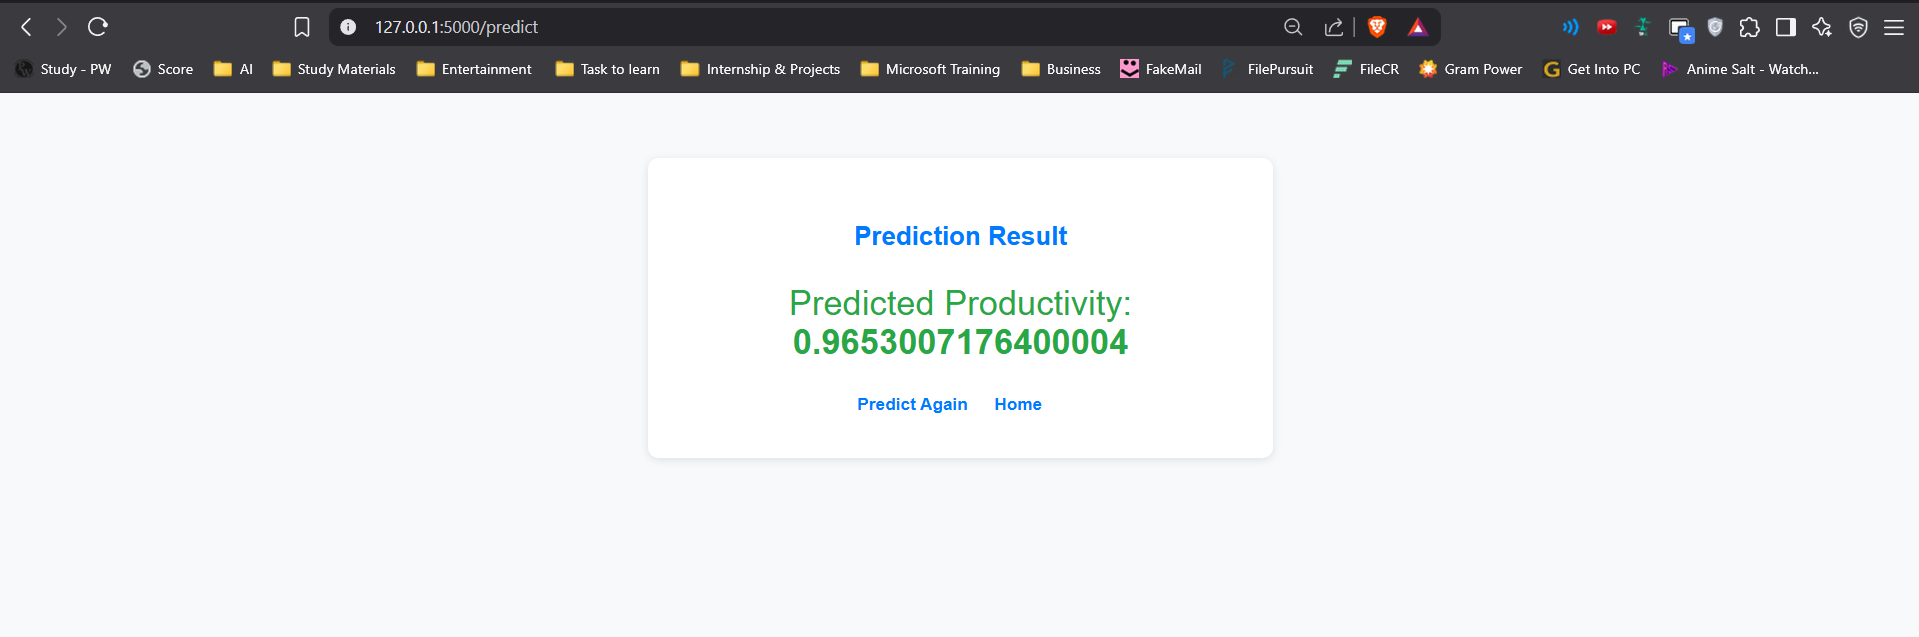 127.0.0.1:5000/predict
Study - PW Score AI Study Materials Entertainment Task to learn Internship & Projects Microsoft Training Business FakeMail FilePursuit FileCR Gram Power Get Into PC Anime Salt - Watch...
Prediction Result
Predicted Productivity:
0.9653007176400004
Predict Again Home